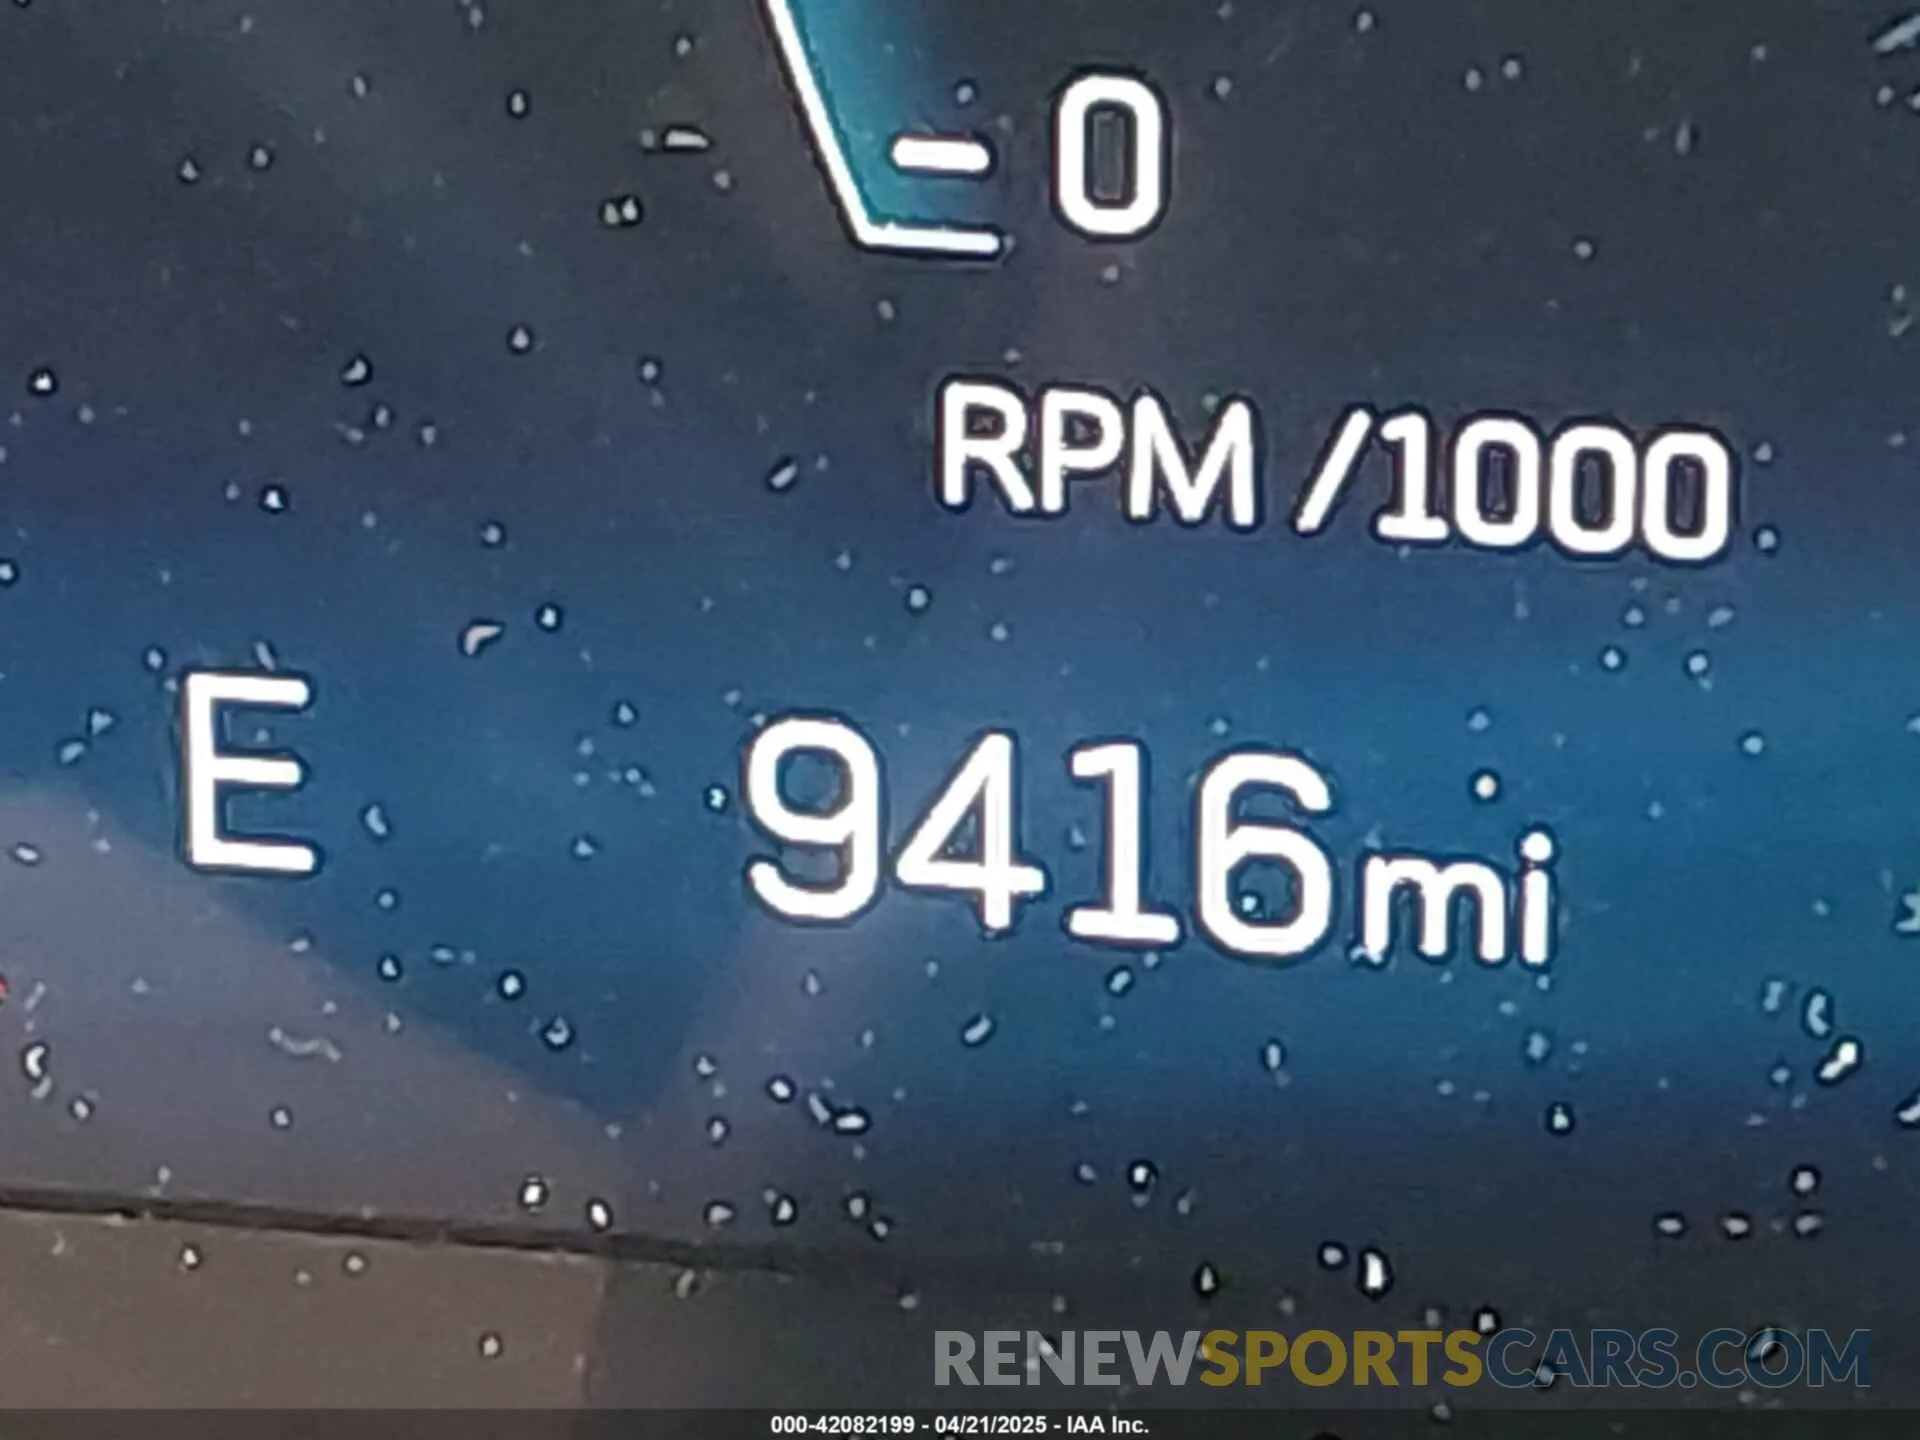 0
RPM /1000
E
9416mi
RENEWSPORTSCARS.COM
000-42082199 - 04/21/2025 - IAA Inc.